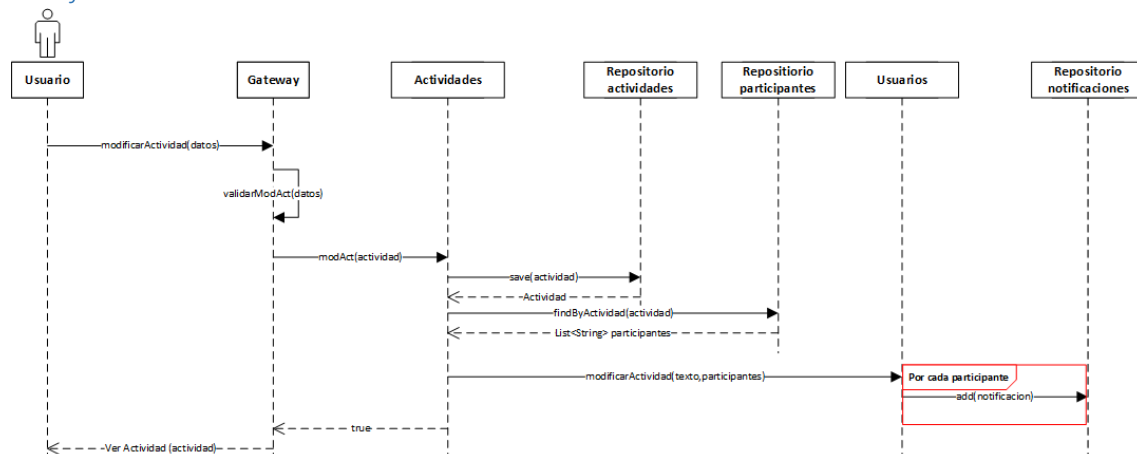 Usuario
Gateway
Actividades
Repositorio
actividades
Repositiorio
participantes
Usuarios
Repositorio
notificaciones
modificarActividad(datos)
validarModAct(datos)
modAct(actividad)
save(actividad)
Actividad
findByActividad(actividad)
List<String> participantes
modificarActividad(texto,participantes)
Por cada participante
add(notificacion)
true
Ver Actividad (actividad)